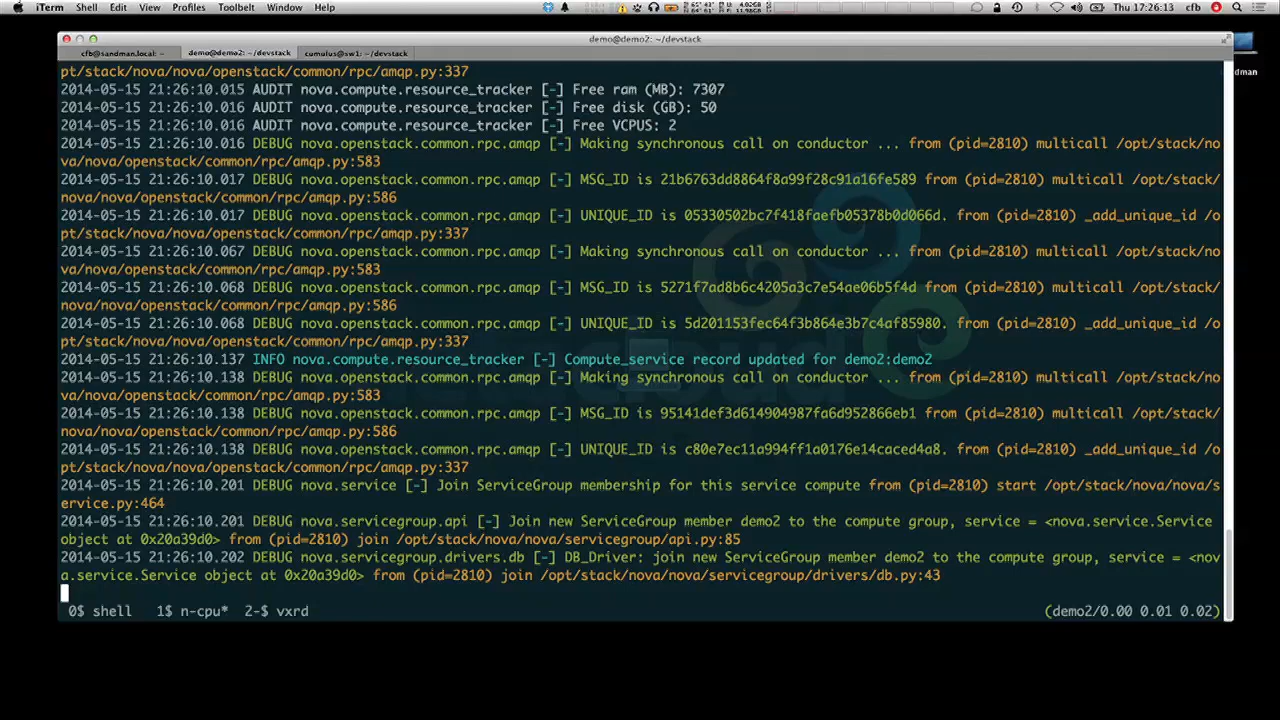 iTerm Shell Edit View Profiles Toolbelt Window Help Thu 17:26:13 cfb
demo@demo2: ~/devstack
cfb@sandman.local: ~ demo@demo2: ~/devstack cumulus@sw1: ~/devstack
pt/stack/nova/nova/openstack/common/rpc/amqp.py:337
2014-05-15 21:26:10.015 AUDIT nova.compute.resource_tracker [-] Free ram (MB): 7307
2014-05-15 21:26:10.016 AUDIT nova.compute.resource_tracker [-] Free disk (GB): 50
2014-05-15 21:26:10.016 AUDIT nova.compute.resource_tracker [-] Free VCPUS: 2
2014-05-15 21:26:10.016 DEBUG nova.openstack.common.rpc.amqp [-] Making synchronous call on conductor ... from (pid=2810) multicall /opt/stack/no
va/nova/openstack/common/rpc/amqp.py:583
2014-05-15 21:26:10.017 DEBUG nova.openstack.common.rpc.amqp [-] MSG_ID is 21b6763dd8864f8a99f28c91a16fe589 from (pid=2810) multicall /opt/stack/
nova/nova/openstack/common/rpc/amqp.py:586
2014-05-15 21:26:10.017 DEBUG nova.openstack.common.rpc.amqp [-] UNIQUE_ID is 05330502bc7f418faefb05378b0d066d. from (pid=2810) _add_unique_id /o
pt/stack/nova/nova/openstack/common/rpc/amqp.py:337
2014-05-15 21:26:10.067 DEBUG nova.openstack.common.rpc.amqp [-] Making synchronous call on conductor ... from (pid=2810) multicall /opt/stack/no
va/nova/openstack/common/rpc/amqp.py:583
2014-05-15 21:26:10.068 DEBUG nova.openstack.common.rpc.amqp [-] MSG_ID is 5271f7ad8b6c4205a3c7e54ae06b5f4d from (pid=2810) multicall /opt/stack/
nova/nova/openstack/common/rpc/amqp.py:586
2014-05-15 21:26:10.068 DEBUG nova.openstack.common.rpc.amqp [-] UNIQUE_ID is 5d201153fec64f3b864e3b7c4af85980. from (pid=2810) _add_unique_id /o
pt/stack/nova/nova/openstack/common/rpc/amqp.py:337
2014-05-15 21:26:10.137 INFO nova.compute.resource_tracker [-] Compute_service record updated for demo2:demo2
2014-05-15 21:26:10.138 DEBUG nova.openstack.common.rpc.amqp [-] Making synchronous call on conductor ... from (pid=2810) multicall /opt/stack/no
va/nova/openstack/common/rpc/amqp.py:583
2014-05-15 21:26:10.138 DEBUG nova.openstack.common.rpc.amqp [-] MSG_ID is 95141def3d614904987fa6d952866eb1 from (pid=2810) multicall /opt/stack/
nova/nova/openstack/common/rpc/amqp.py:586
2014-05-15 21:26:10.138 DEBUG nova.openstack.common.rpc.amqp [-] UNIQUE_ID is c80e7ec11a994ff1a0176e14caced4a8. from (pid=2810) _add_unique_id /o
pt/stack/nova/nova/openstack/common/rpc/amqp.py:337
2014-05-15 21:26:10.201 DEBUG nova.service [-] Join ServiceGroup membership for this service compute from (pid=2810) start /opt/stack/nova/nova/s
ervice.py:464
2014-05-15 21:26:10.201 DEBUG nova.servicegroup.api [-] Join new ServiceGroup member demo2 to the compute group, service = <nova.service.Service
object at 0x20a39d0> from (pid=2810) join /opt/stack/nova/nova/servicegroup/api.py:85
2014-05-15 21:26:10.202 DEBUG nova.servicegroup.drivers.db [-] DB_Driver: join new ServiceGroup member demo2 to the compute group, service = <nov
a.service.Service object at 0x20a39d0> from (pid=2810) join /opt/stack/nova/nova/servicegroup/drivers/db.py:43
0$ shell 1$ n-cpu* 2-$ vxrd (demo2/0.00 0.01 0.02)